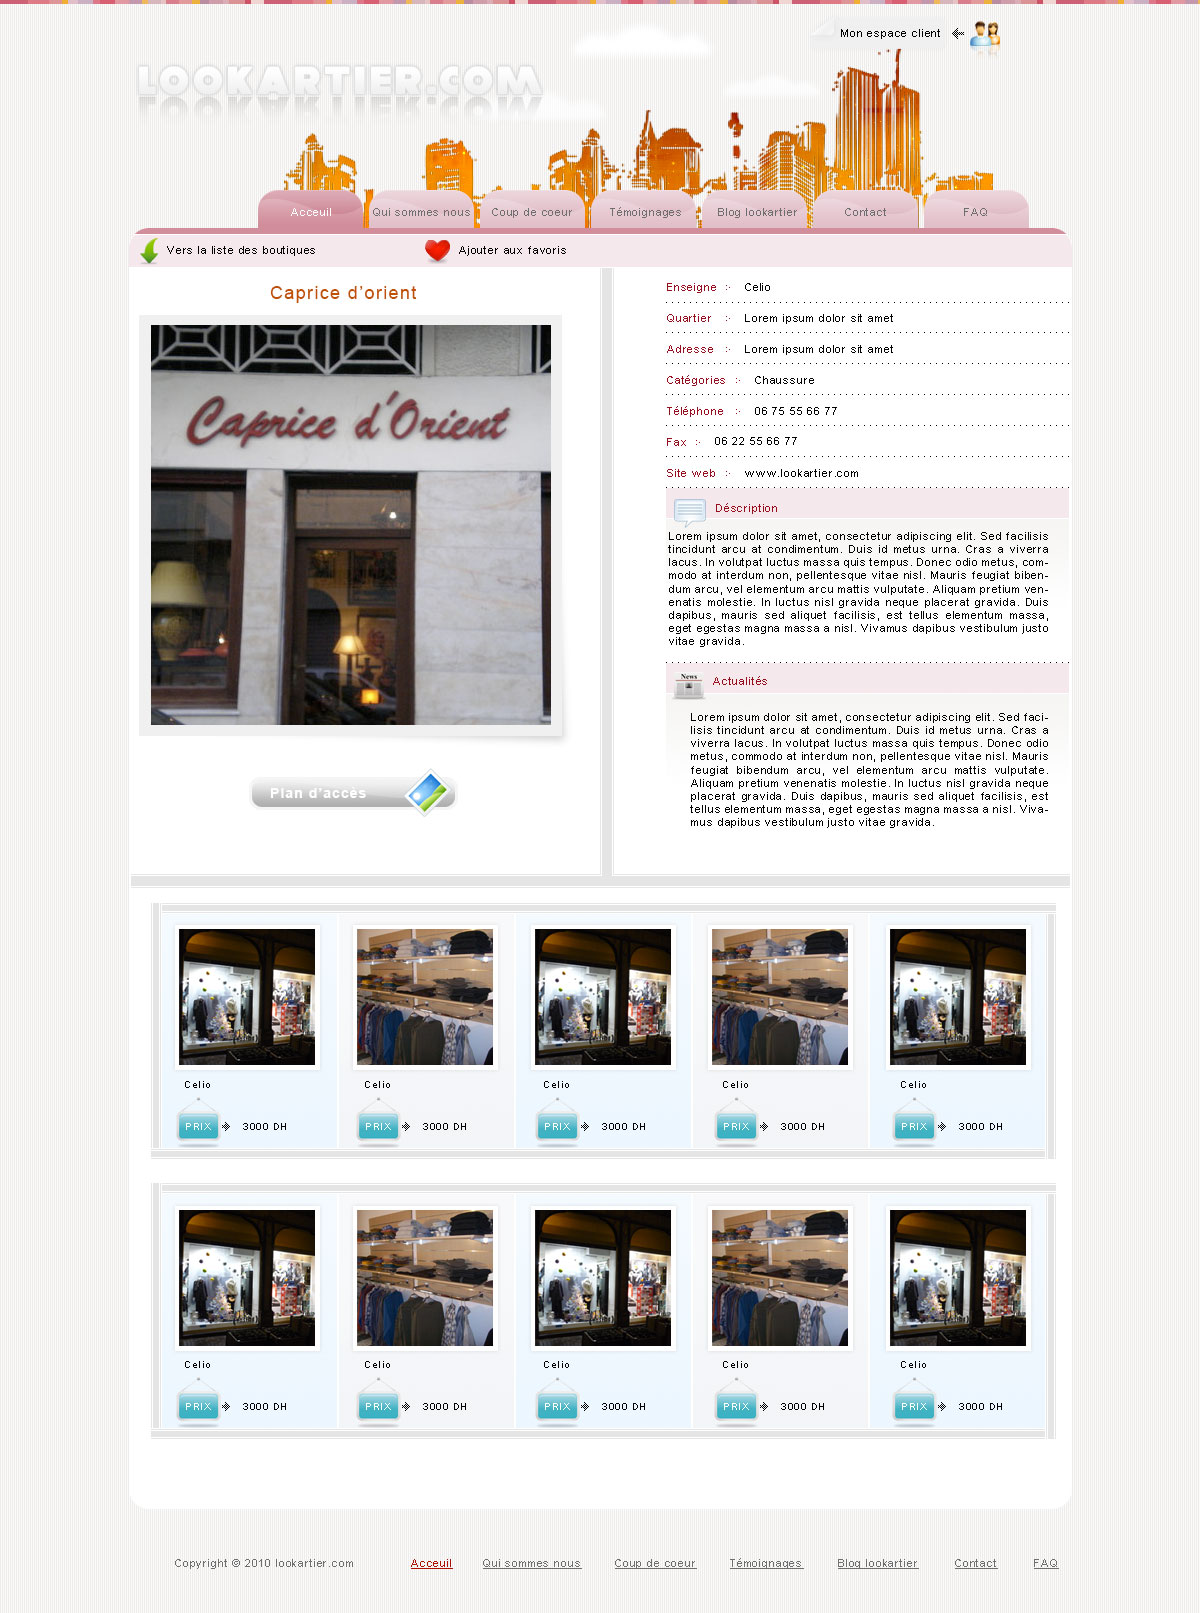 Mon espace client
LOOKARTIER.COM
Acceuil
Qui sommes nous
Coup de coeur
Témoignages
Blog lookartier
Contact
FAQ
Vers la liste des boutiques
Ajouter aux favoris
Caprice d'orient
Caprice d'Orient
Plan d'accès
Enseigne :· Celio
Quartier :· Lorem ipsum dolor sit amet
Adresse :· Lorem ipsum dolor sit amet
Catégories :· Chaussure
Téléphone :· 06 75 55 66 77
Fax :· 06 22 55 66 77
Site web :· www.lookartier.com
Déscription
Lorem ipsum dolor sit amet, consectetur adipiscing elit. Sed facilisis
tincidunt arcu at condimentum. Duis id metus urna. Cras a viverra
lacus. In volutpat luctus massa quis tempus. Donec odio metus, com-
modo at interdum non, pellentesque vitae nisl. Mauris feugiat biben-
dum arcu, vel elementum arcu mattis vulputate. Aliquam pretium ven-
enatis molestie. In luctus nisl gravida neque placerat gravida. Duis
dapibus, mauris sed aliquet facilisis, est tellus elementum massa,
eget egestas magna massa a nisl. Vivamus dapibus vestibulum justo
vitae gravida.
News
Actualités
Lorem ipsum dolor sit amet, consectetur adipiscing elit. Sed faci-
lisis tincidunt arcu at condimentum. Duis id metus urna. Cras a
viverra lacus. In volutpat luctus massa quis tempus. Donec odio
metus, commodo at interdum non, pellentesque vitae nisl. Mauris
feugiat bibendum arcu, vel elementum arcu mattis vulputate.
Aliquam pretium venenatis molestie. In luctus nisl gravida neque
placerat gravida. Duis dapibus, mauris sed aliquet facilisis, est
tellus elementum massa, eget egestas magna massa a nisl. Viva-
mus dapibus vestibulum justo vitae gravida.
Celio
PRIX 3000 DH
Celio
PRIX 3000 DH
Celio
PRIX 3000 DH
Celio
PRIX 3000 DH
Celio
PRIX 3000 DH
Celio
PRIX 3000 DH
Celio
PRIX 3000 DH
Celio
PRIX 3000 DH
Celio
PRIX 3000 DH
Celio
PRIX 3000 DH
Copyright © 2010 lookartier.com
Acceuil
Qui sommes nous
Coup de coeur
Témoignages
Blog lookartier
Contact
FAQ